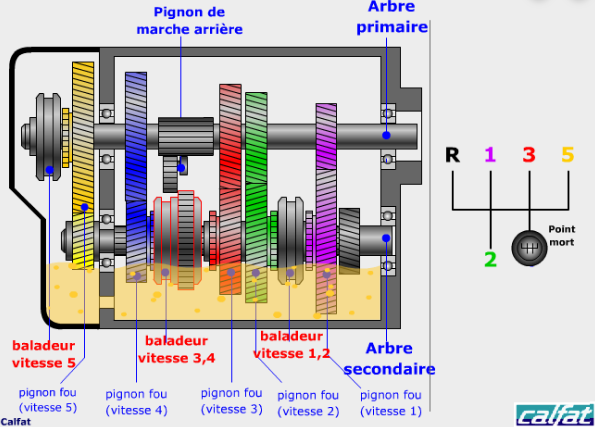 Pignon de
marche arrière
Arbre
primaire
R 1 3 5
Point
mort
2
baladeur
vitesse 5
baladeur
vitesse 3,4
baladeur
vitesse 1,2
Arbre
secondaire
pignon fou
(vitesse 5)
pignon fou
(vitesse 4)
pignon fou
(vitesse 3)
pignon fou
(vitesse 2)
pignon fou
(vitesse 1)
Calfat
calfat